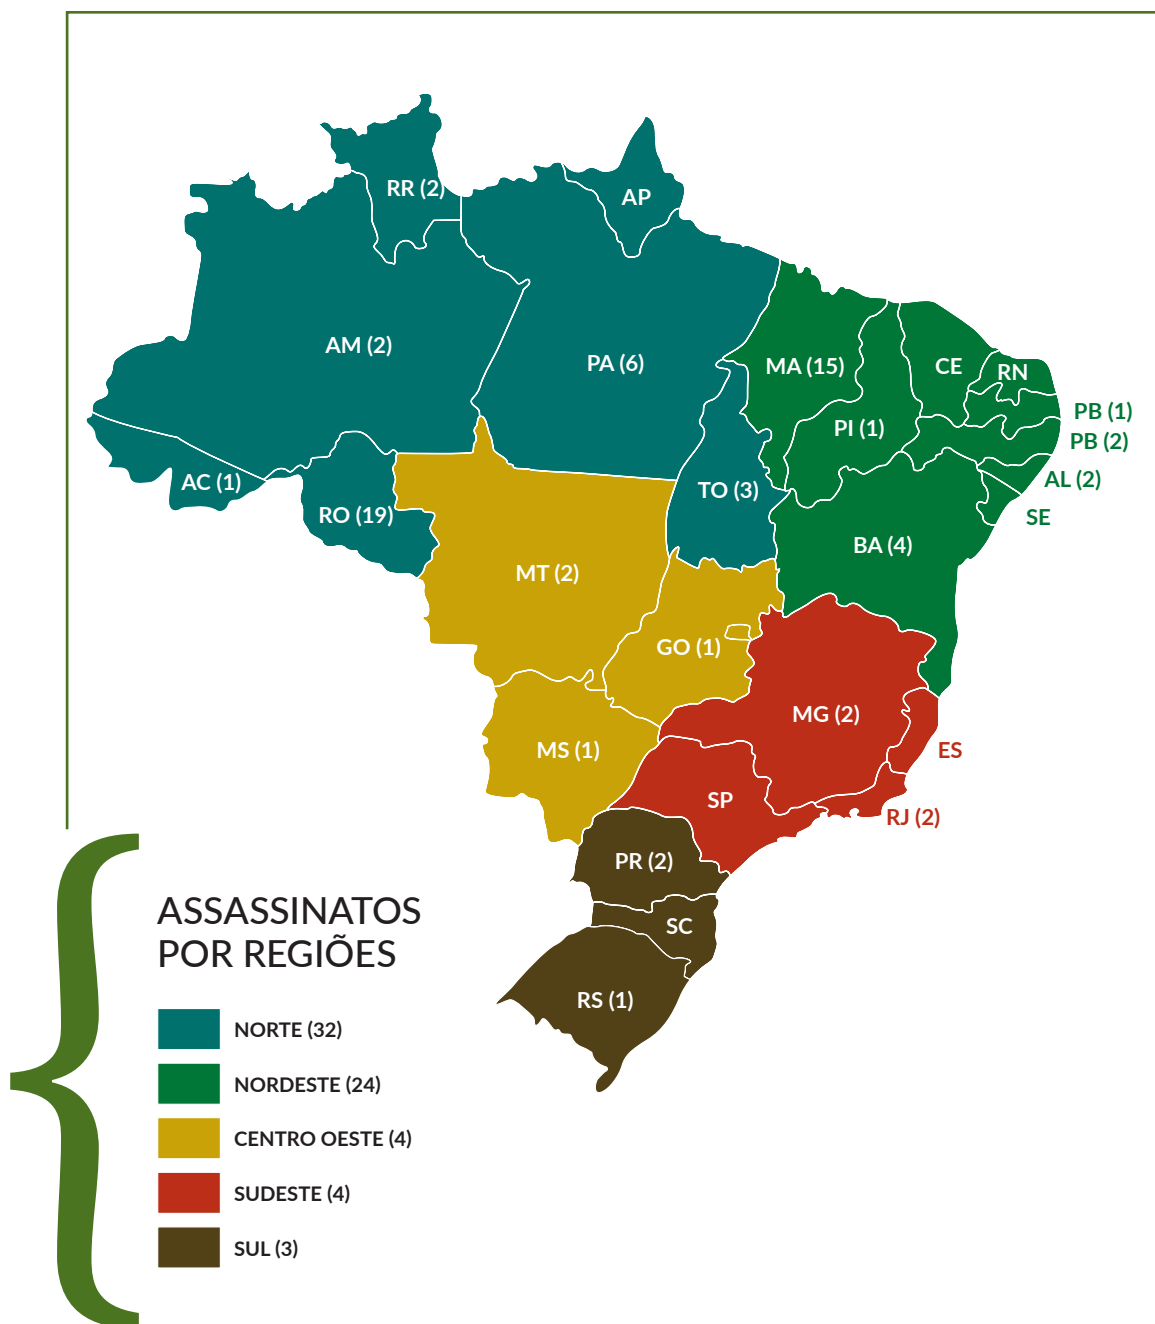 RR (2)
AP
AM (2)
PA (6)
MA (15)
CE
RN
PB (1)
PI (1)
PB (2)
AC (1)
TO (3)
AL (2)
RO (19)
SE
BA (4)
MT (2)
GO (1)
MG (2)
MS (1)
ES
SP
RJ (2)
PR (2)
SC
RS (1)
ASSASSINATOS
POR REGIÕES
NORTE (32)
NORDESTE (24)
CENTRO OESTE (4)
SUDESTE (4)
SUL (3)